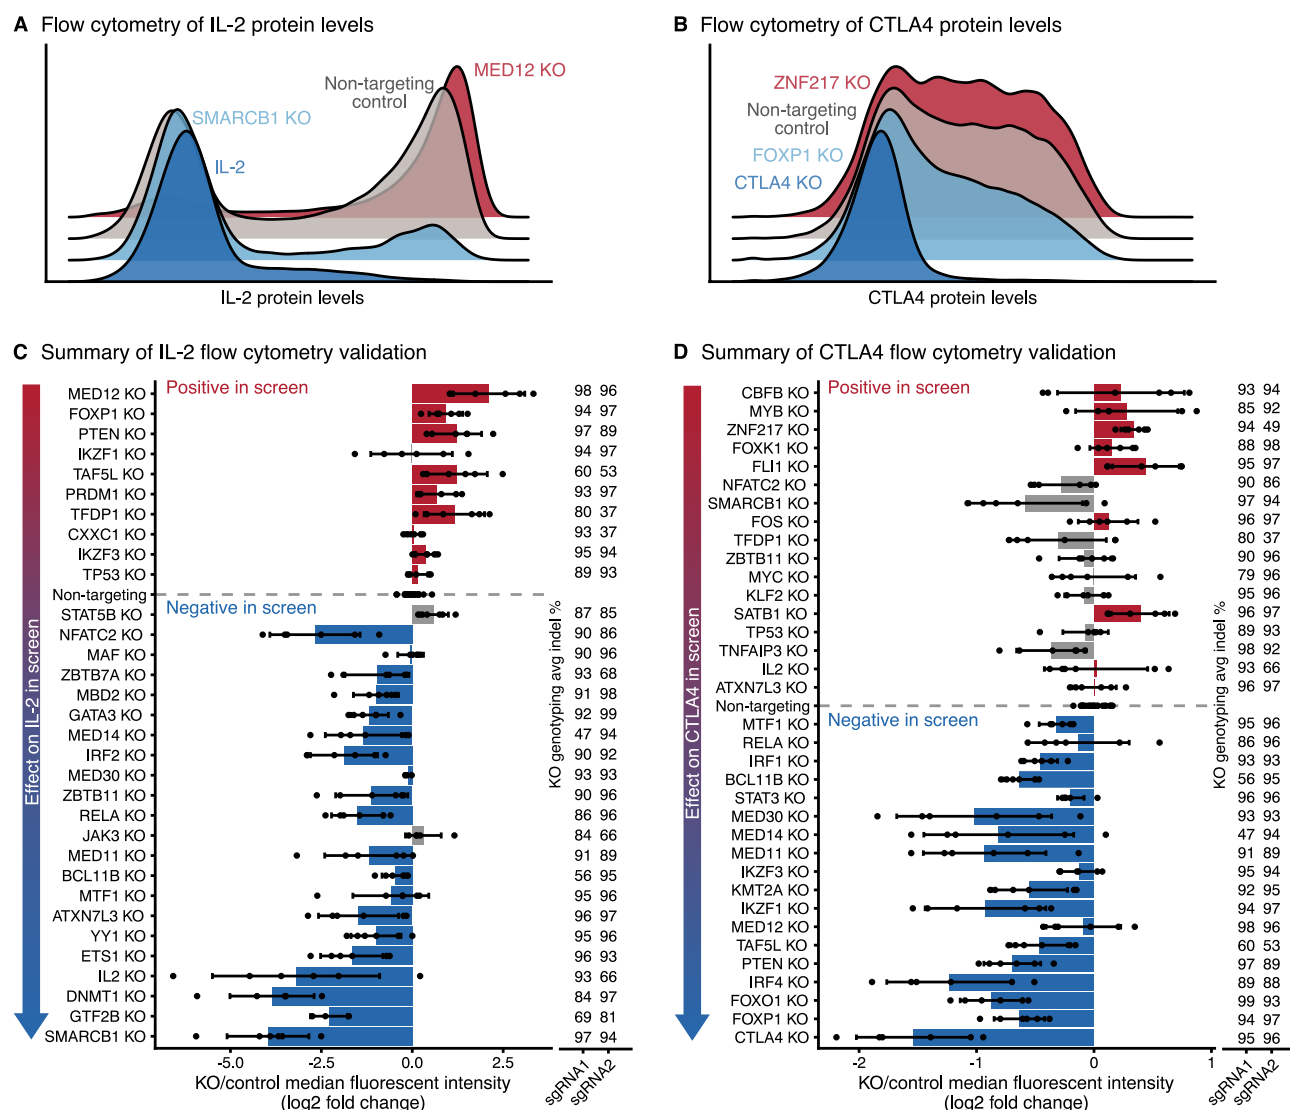 A Flow cytometry of IL-2 protein levels
MED12 KO
Non-targeting
control
SMARCB1 KO
IL-2
IL-2 protein levels
B Flow cytometry of CTLA4 protein levels
ZNF217 KO
Non-targeting
control
FOXP1 KO
CTLA4 KO
CTLA4 protein levels
C Summary of IL-2 flow cytometry validation
Effect on IL-2 in screen
Positive in screen
MED12 KO 98 96
FOXP1 KO 94 97
PTEN KO 97 89
IKZF1 KO 94 97
TAF5L KO 60 53
PRDM1 KO 93 97
TFDP1 KO 80 37
CXXC1 KO 93 37
IKZF3 KO 95 94
TP53 KO 89 93
Non-targeting
Negative in screen
STAT5B KO 87 85
NFATC2 KO 90 86
MAF KO 90 96
ZBTB7A KO 93 68
MBD2 KO 91 98
GATA3 KO 92 99
MED14 KO 47 94
IRF2 KO 90 92
MED30 KO 93 93
ZBTB11 KO 90 96
RELA KO 86 96
JAK3 KO 84 66
MED11 KO 91 89
BCL11B KO 56 95
MTF1 KO 95 96
ATXN7L3 KO 96 97
YY1 KO 95 96
ETS1 KO 96 93
IL2 KO 93 66
DNMT1 KO 84 97
GTF2B KO 69 81
SMARCB1 KO 97 94
KO genotyping avg indel %
-5.0 -2.5 0.0 2.5
sgRNA1 sgRNA2
KO/control median fluorescent intensity
(log2 fold change)
D Summary of CTLA4 flow cytometry validation
Effect on CTLA4 in screen
Positive in screen
CBFB KO 93 94
MYB KO 85 92
ZNF217 KO 94 49
FOXK1 KO 88 98
FLI1 KO 95 97
NFATC2 KO 90 86
SMARCB1 KO 97 94
FOS KO 96 97
TFDP1 KO 80 37
ZBTB11 KO 90 96
MYC KO 79 96
KLF2 KO 95 96
SATB1 KO 96 97
TP53 KO 89 93
TNFAIP3 KO 98 92
IL2 KO 93 66
ATXN7L3 KO 96 97
Non-targeting
Negative in screen
MTF1 KO 95 96
RELA KO 86 96
IRF1 KO 93 93
BCL11B KO 56 95
STAT3 KO 96 96
MED30 KO 93 93
MED14 KO 47 94
MED11 KO 91 89
IKZF3 KO 95 94
KMT2A KO 92 95
IKZF1 KO 94 97
MED12 KO 98 96
TAF5L KO 60 53
PTEN KO 97 89
IRF4 KO 89 88
FOXO1 KO 99 93
FOXP1 KO 94 97
CTLA4 KO 95 96
KO genotyping avg indel %
-2 -1 0 1
sgRNA1 sgRNA2
KO/control median fluorescent intensity
(log2 fold change)